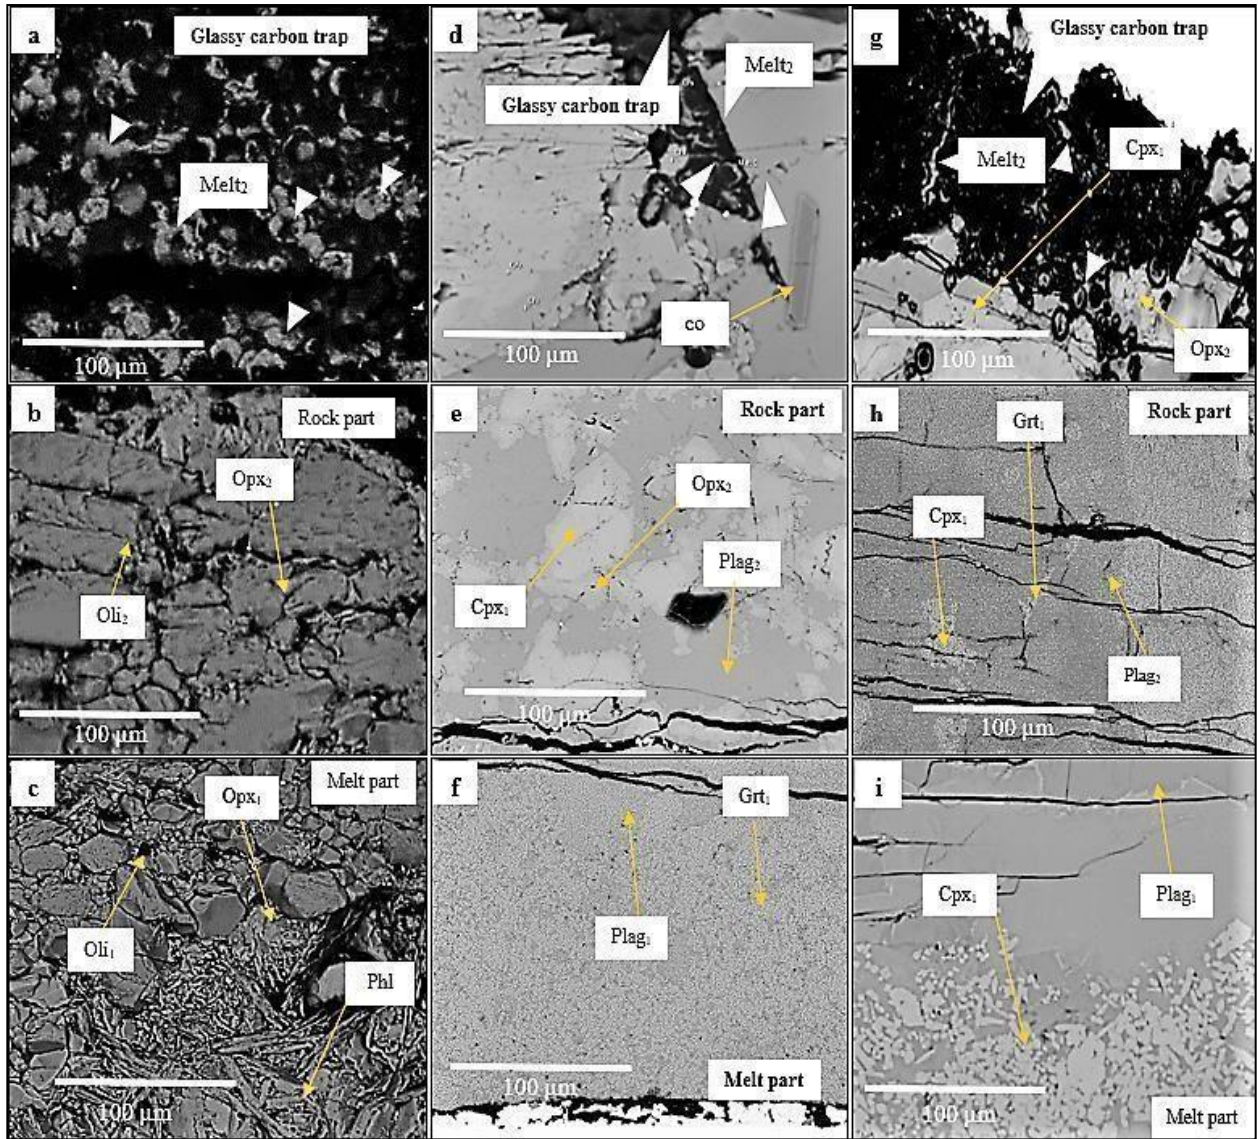 a
Glassy carbon trap
Melt₂
100 µm
b
Rock part
Opx₂
Oli₂
100 µm
c
Melt part
Opx₁
Oli₁
Phl
100 µm
d
Melt₂
Glassy carbon trap
co
100 µm
e
Rock part
Opx₂
Plag₂
Cpx₁
100 µm
f
Grt₁
Plag₁
100 µm
Melt part
g
Glassy carbon trap
Cpx₁
Melt₂
Opx₂
100 µm
h
Grt₁
Rock part
Cpx₁
Plag₂
100 µm
i
Cpx₁
Plag₁
100 µm
Melt part